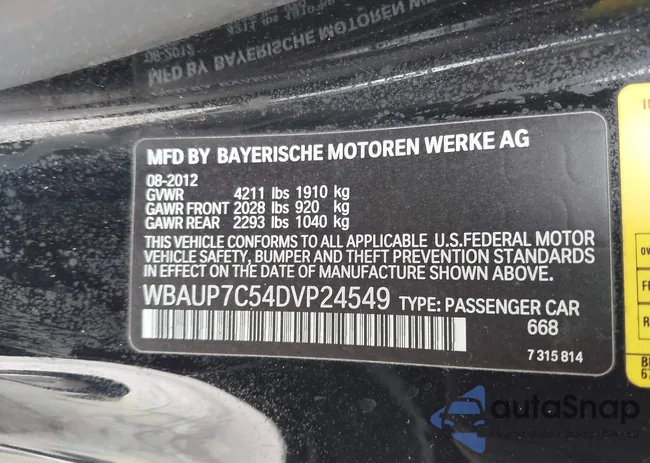 MFD BY BAYERISCHE MOTOREN WERKE AG
08-2012
GVWR 4211 lbs 1910 kg
GAWR FRONT 2028 lbs 920 kg
GAWR REAR 2293 lbs 1040 kg
THIS VEHICLE CONFORMS TO ALL APPLICABLE U.S.FEDERAL MOTOR
VEHICLE SAFETY, BUMPER AND THEFT PREVENTION STANDARDS
IN EFFECT ON THE DATE OF MANUFACTURE SHOWN ABOVE.
WBAUP7C54DVP24549 TYPE: PASSENGER CAR
668
7 315 814
autaSnap